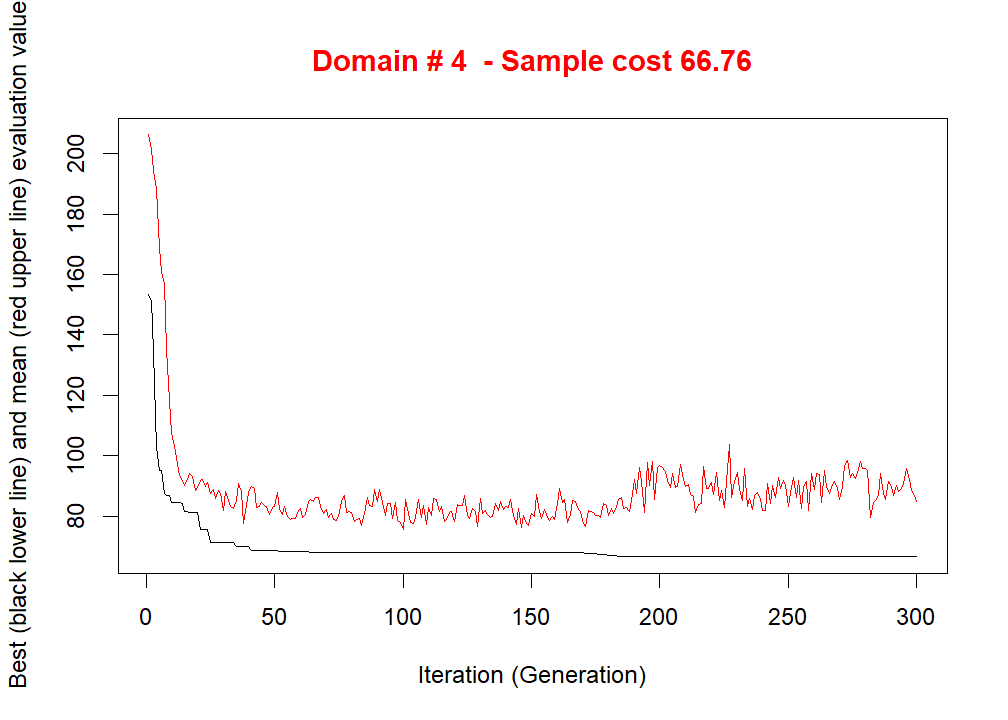 Domain # 4  - Sample cost 66.76
Best (black lower line) and mean (red upper line) evaluation value
200
180
160
140
120
100
80
0 50 100 150 200 250 300
Iteration (Generation)